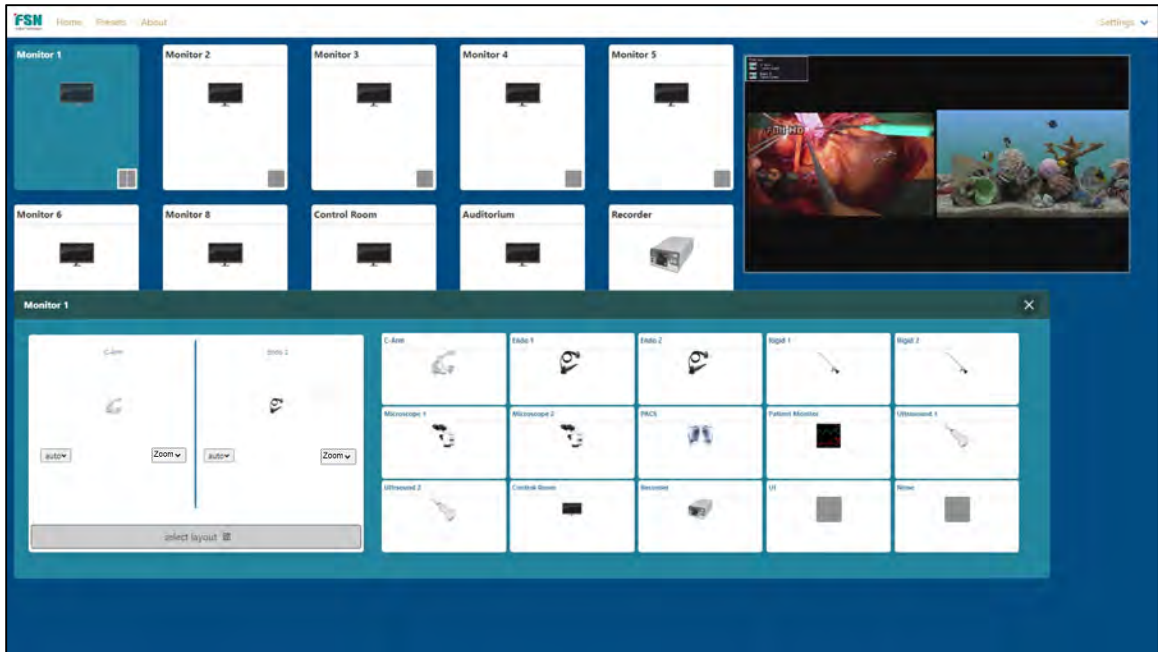 FSN
Home Presets About
Settings
Monitor 1
Monitor 2
Monitor 3
Monitor 4
Monitor 5
FULL HD
Monitor 6
Monitor 8
Control Room
Auditorium
Recorder
Monitor 1
C-Arm
Endo 1
Endo 2
Rigid 1
Rigid 2
C-Arm
auto
Zoom
auto
Zoom
Microscope 1
Microscope 2
PACS
Patient Monitor
Ultrasound 1
Ultrasound 2
Control Room
Recorder
UI
None
select layout